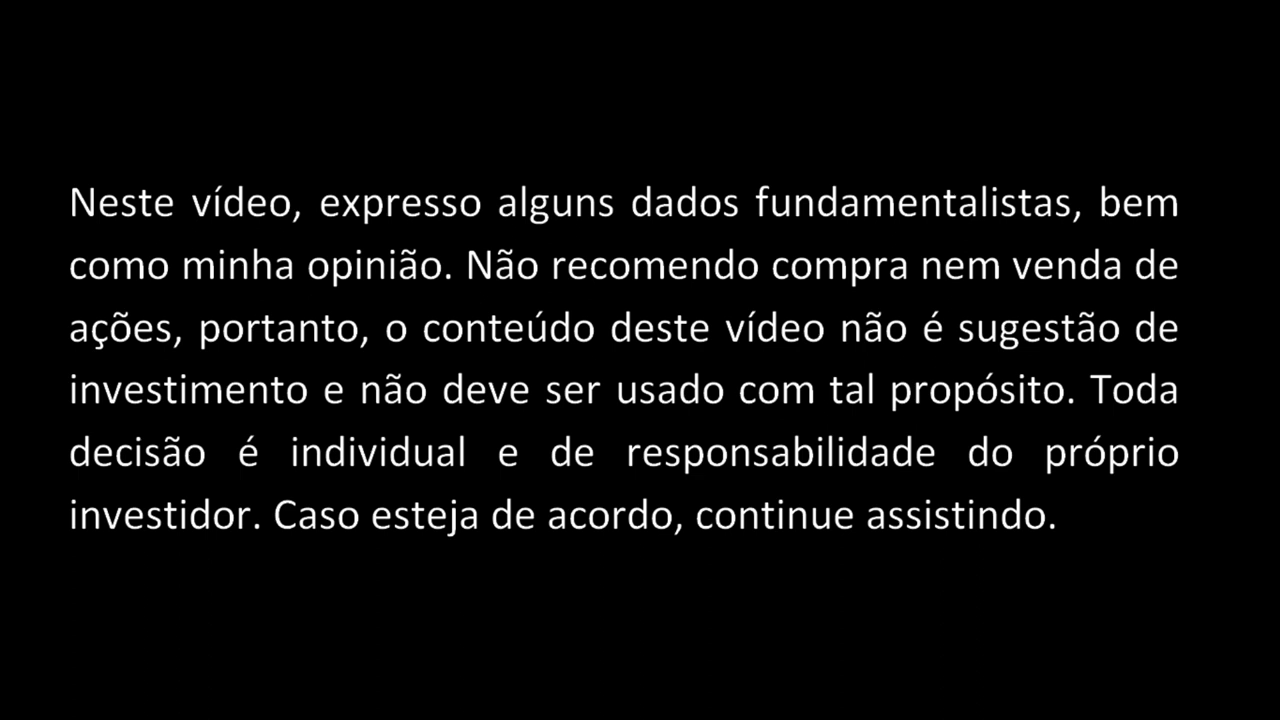 Neste vídeo, expresso alguns dados fundamentalistas, bem
como minha opinião. Não recomendo compra nem venda de
ações, portanto, o conteúdo deste vídeo não é sugestão de
investimento e não deve ser usado com tal propósito. Toda
decisão é individual e de responsabilidade do próprio
investidor. Caso esteja de acordo, continue assistindo.